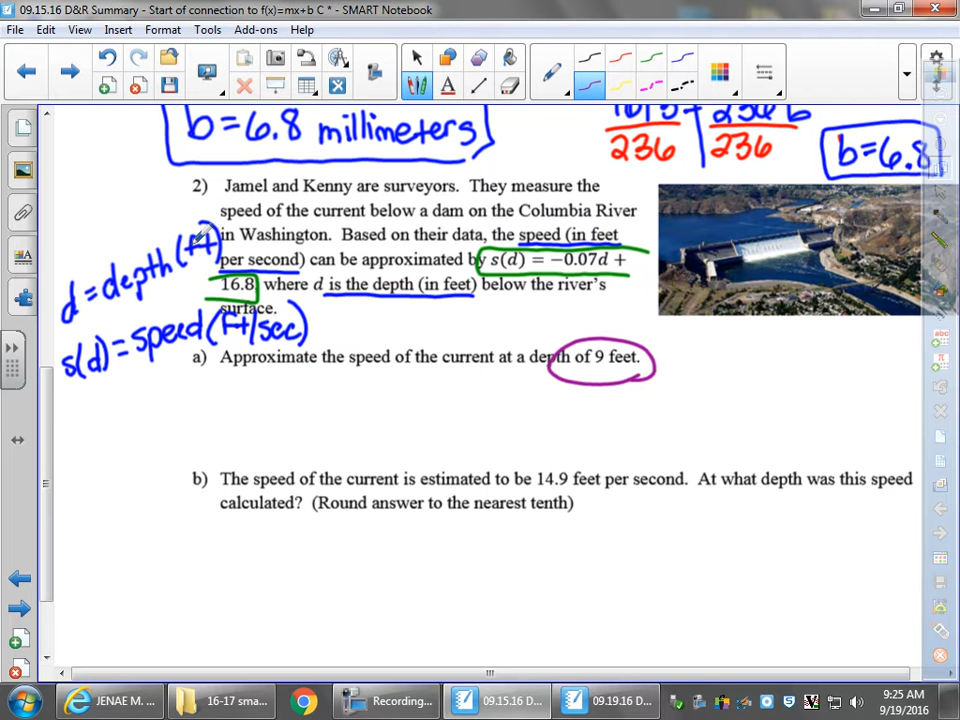 09.15.16 D&R Summary - Start of connection to f(x)=mx+b C * - SMART Notebook
File Edit View Insert Format Tools Add-ons Help
b=6.8 millimeters
236 236
b=6.8
2) Jamel and Kenny are surveyors. They measure the
speed of the current below a dam on the Columbia River
in Washington. Based on their data, the speed (in feet
per second) can be approximated by s(d) = −0.07d +
16.8, where d is the depth (in feet) below the river's
surface.
d=depth(ft)
s(d)=speed(ft/sec)
a) Approximate the speed of the current at a depth of 9 feet.
b) The speed of the current is estimated to be 14.9 feet per second. At what depth was this speed
calculated? (Round answer to the nearest tenth)
JENAE M. ... 16-17 sma... Recording... 09.15.16 D... 09.19.16 D...
9:25 AM
9/19/2016